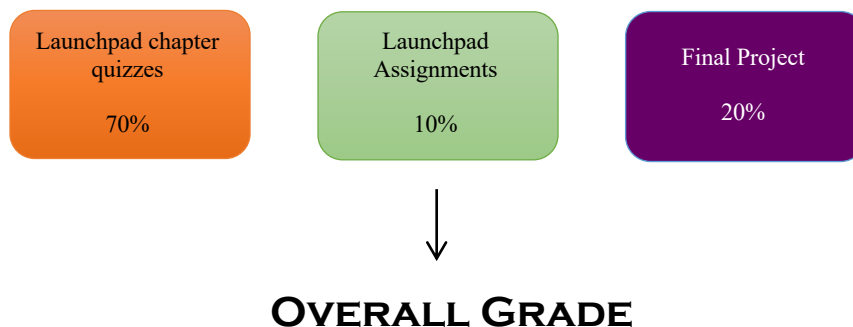 Launchpad chapter
quizzes
70%
Launchpad
Assignments
10%
Final Project
20%
OVERALL GRADE